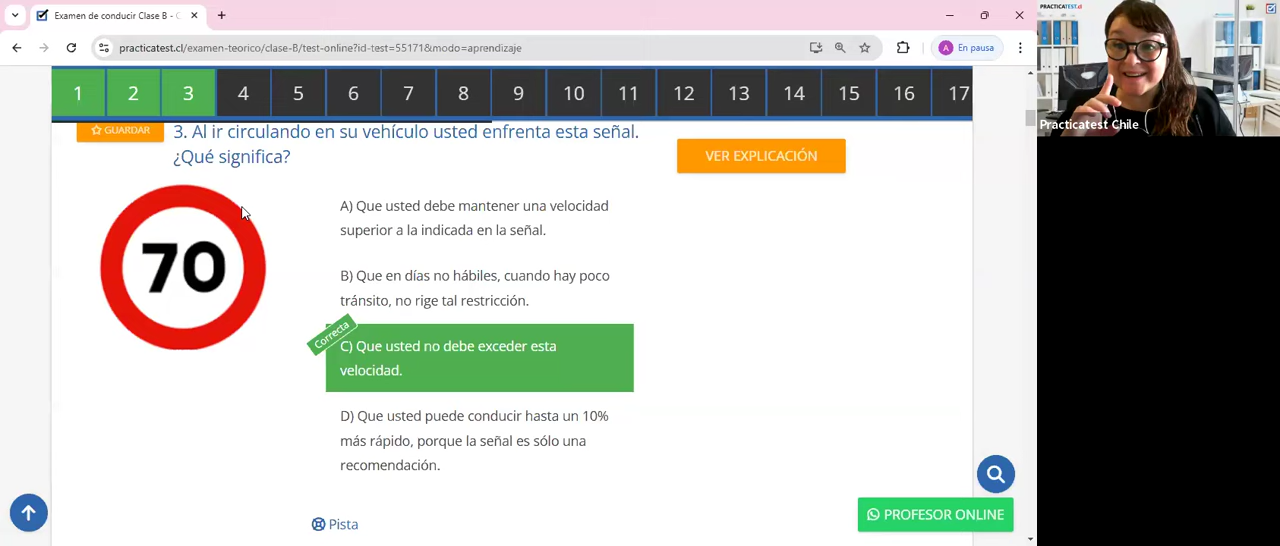 Examen de conducir Clase B - C
practicatest.cl/examen-teorico/clase-B/test-online?id-test=55171&modo=aprendizaje
A
En pausa
1 2 3 4 5 6 7 8 9 10 11 12 13 14 15 16 17
GUARDAR
3. Al ir circulando en su vehículo usted enfrenta esta señal.
¿Qué significa?
VER EXPLICACIÓN
70
A) Que usted debe mantener una velocidad
superior a la indicada en la señal.
B) Que en días no hábiles, cuando hay poco
tránsito, no rige tal restricción.
Correcta
C) Que usted no debe exceder esta
velocidad.
D) Que usted puede conducir hasta un 10%
más rápido, porque la señal es sólo una
recomendación.
Pista
PROFESOR ONLINE
PRACTICATEST.cl
Practicatest Chile